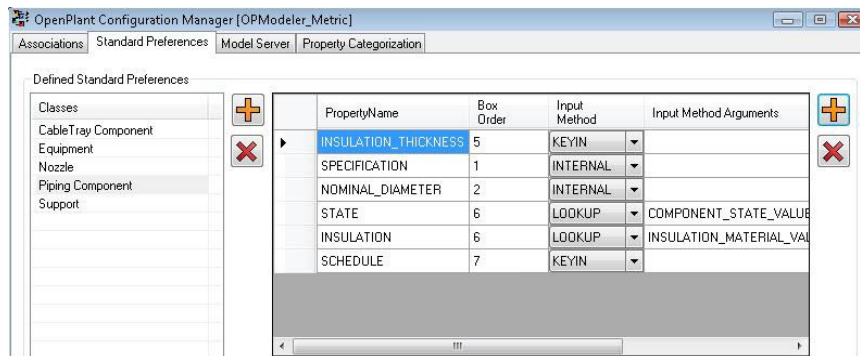 OpenPlant Configuration Manager [OPModeler_Metric]
Associations Standard Preferences Model Server Property Categorization
Defined Standard Preferences
Classes
CableTray Component
Equipment
Nozzle
Piping Component
Support
PropertyName Box Order Input Method Input Method Arguments
INSULATION_THICKNESS 5 KEYIN
SPECIFICATION 1 INTERNAL
NOMINAL_DIAMETER 2 INTERNAL
STATE 6 LOOKUP COMPONENT_STATE_VALUE
INSULATION 6 LOOKUP INSULATION_MATERIAL_VAL
SCHEDULE 7 KEYIN